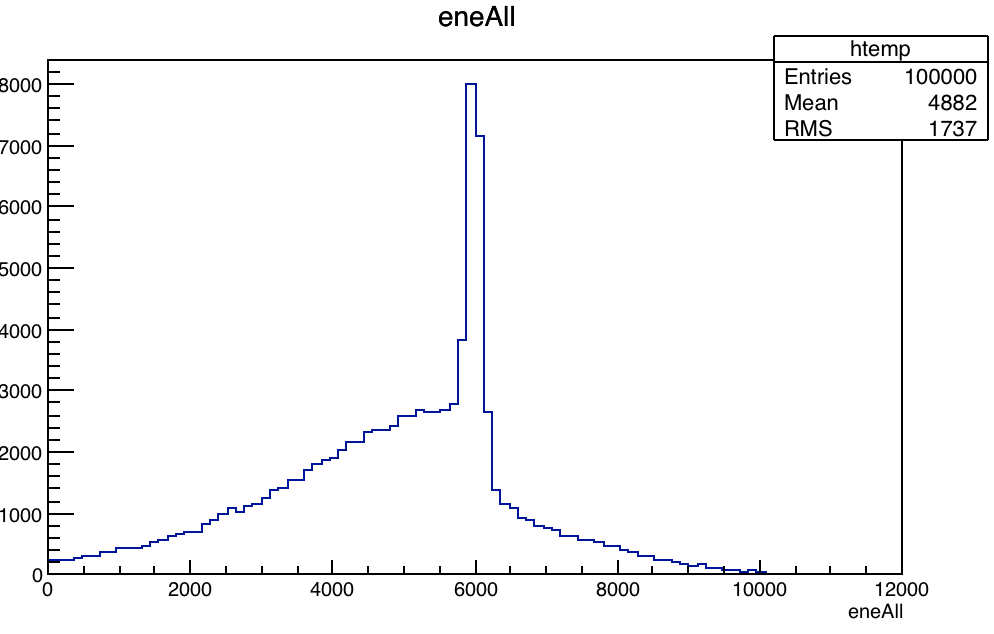 eneAll
htemp
Entries 100000
Mean 4882
RMS 1737
8000
7000
6000
5000
4000
3000
2000
1000
0
0 2000 4000 6000 8000 10000 12000
eneAll